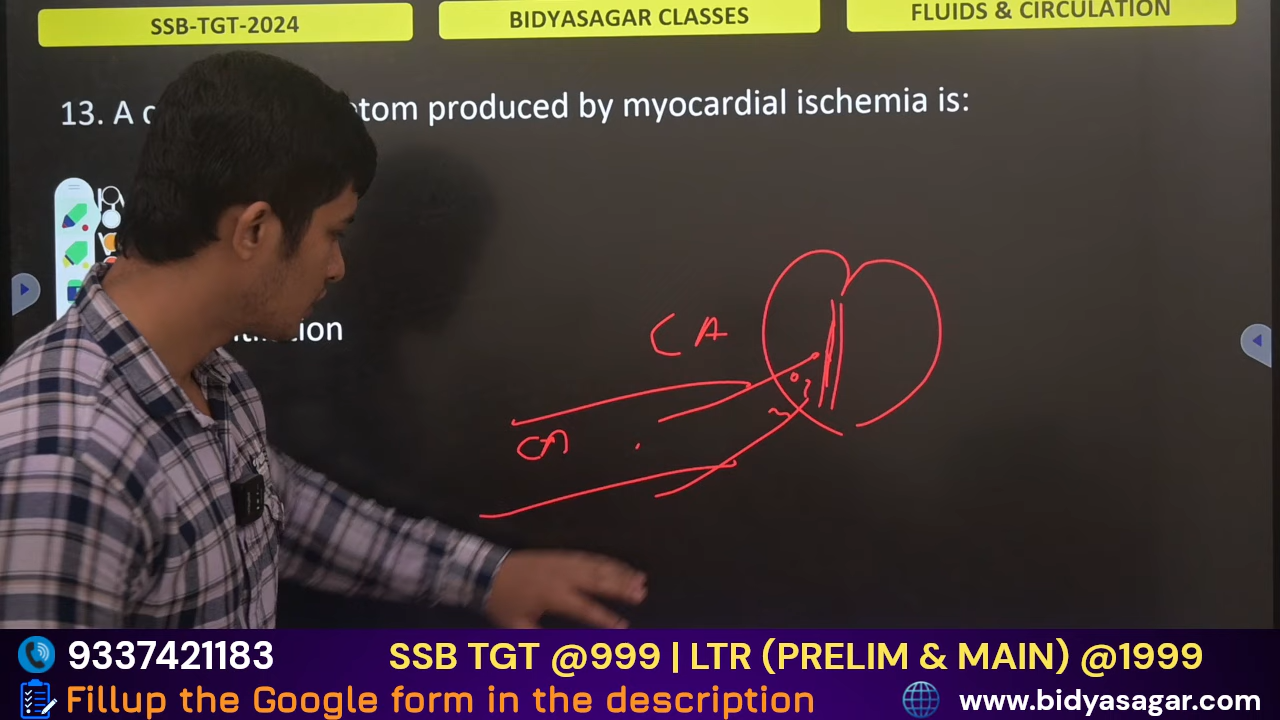 SSB-TGT-2024
BIDYASAGAR CLASSES
FLUIDS & CIRCULATION
13. A produced by myocardial ischemia is:
CA
CA
9337421183
SSB TGT @999 | LTR (PRELIM & MAIN) @1999
Fillup the Google form in the description
www.bidyasagar.com